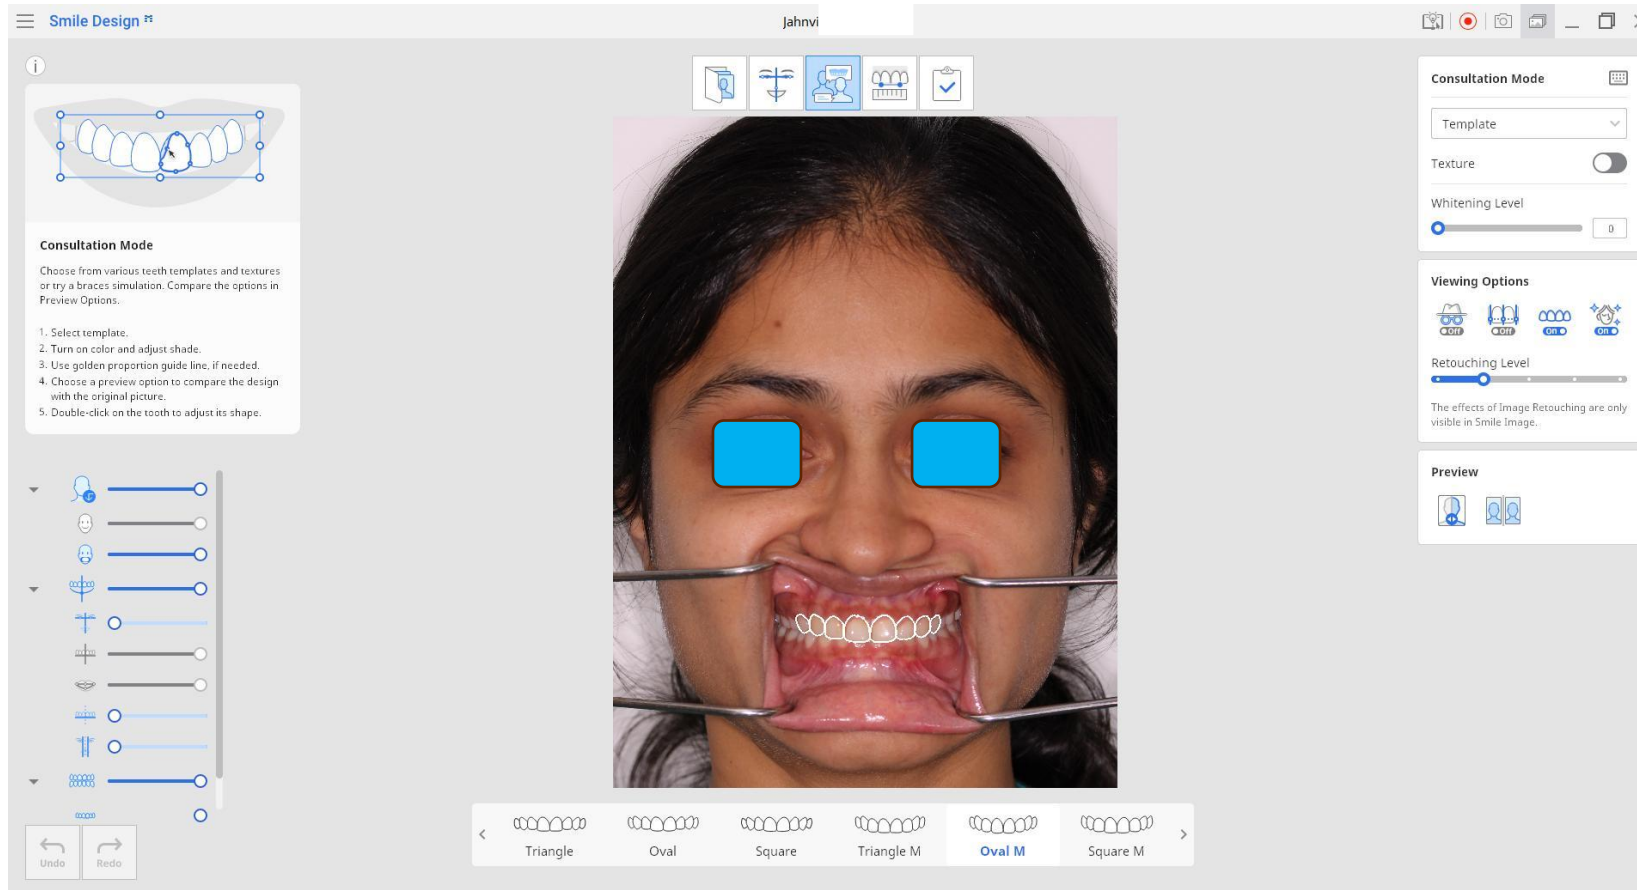 Smile Design
Jahnvi
Consultation Mode
Choose from various teeth templates and textures
or try a braces simulation. Compare the options in
Preview Options.
1. Select template.
2. Turn on color and adjust shade.
3. Use golden proportion guide line, if needed.
4. Choose a preview option to compare the design
with the original picture.
5. Double-click on the tooth to adjust its shape.
Undo
Redo
Triangle
Oval
Square
Triangle M
Oval M
Square M
Consultation Mode
Template
Texture
Whitening Level
0
Viewing Options
Off
Off
On
On
Retouching Level
The effects of Image Retouching are only
visible in Smile Image.
Preview